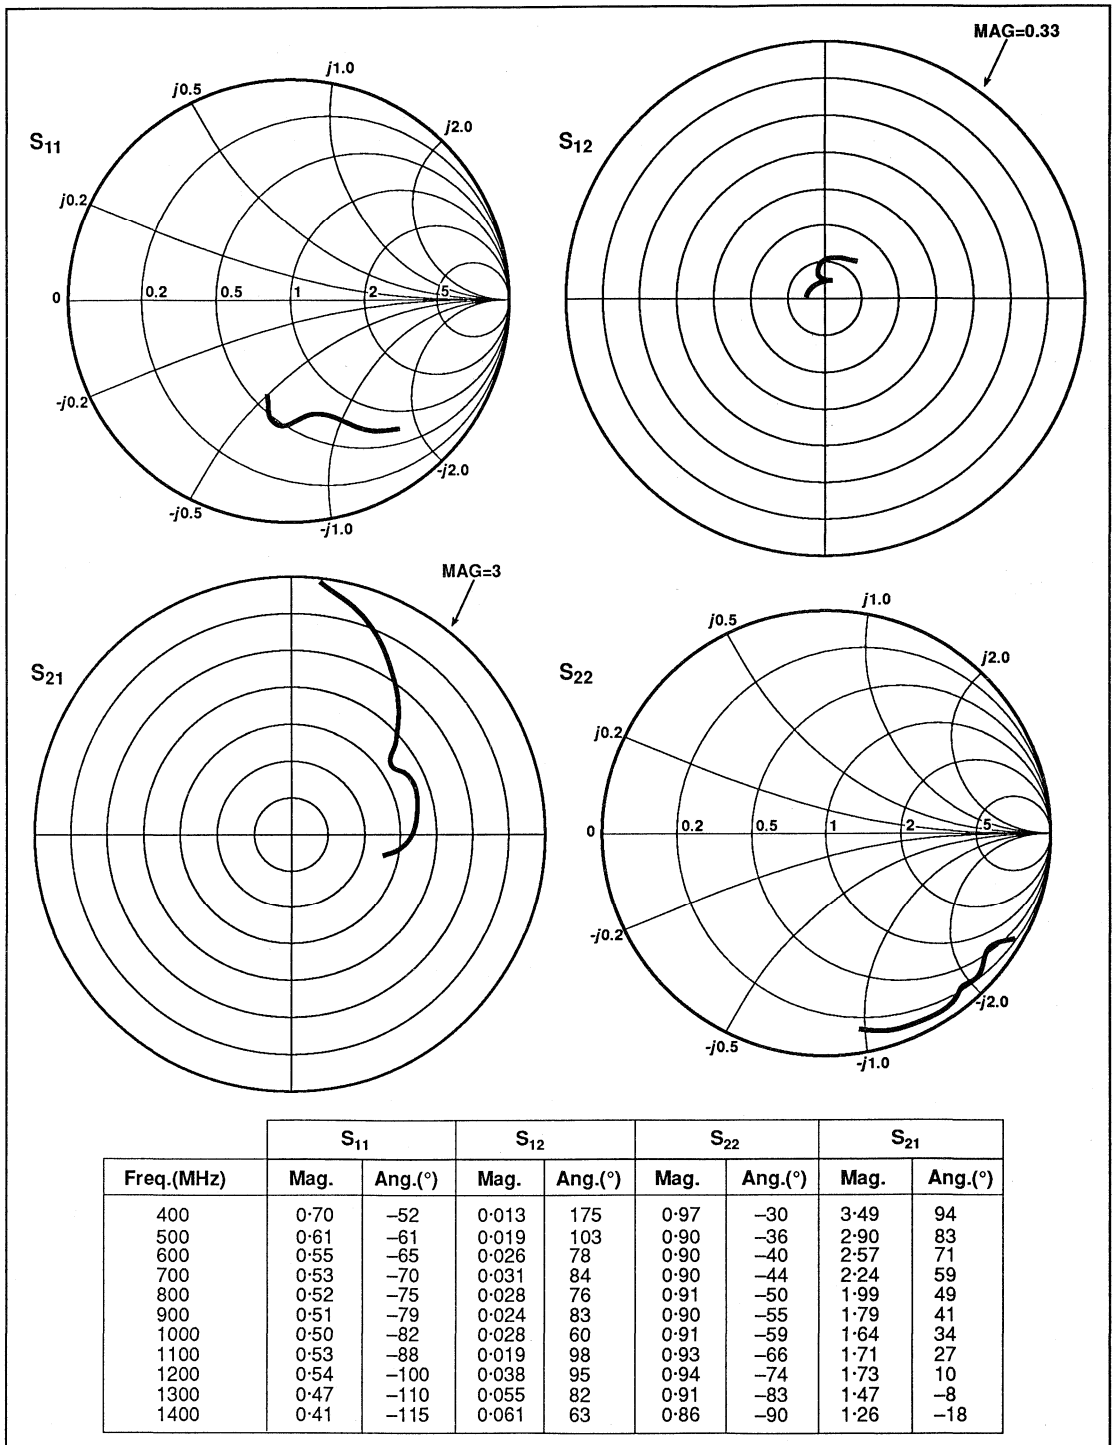 MAG=0.33
S11
j1.0
j0.5
j2.0
j0.2
0
0.2
0.5
1
2
5
-j0.2
-j0.5
-j1.0
-j2.0
S12
MAG=3
S21
S22
j1.0
j0.5
j2.0
j0.2
0
0.2
0.5
1
2
5
-j0.2
-j0.5
-j1.0
-j2.0
S11 S12 S22 S21
Freq.(MHz) Mag. Ang.(°) Mag. Ang.(°) Mag. Ang.(°) Mag. Ang.(°)
400 0·70 –52 0·013 175 0·97 –30 3·49 94
500 0·61 –61 0·019 103 0·90 –36 2·90 83
600 0·55 –65 0·026 78 0·90 –40 2·57 71
700 0·53 –70 0·031 84 0·90 –44 2·24 59
800 0·52 –75 0·028 76 0·91 –50 1·99 49
900 0·51 –79 0·024 83 0·90 –55 1·79 41
1000 0·50 –82 0·028 60 0·91 –59 1·64 34
1100 0·53 –88 0·019 98 0·93 –66 1·71 27
1200 0·54 –100 0·038 95 0·94 –74 1·73 10
1300 0·47 –110 0·055 82 0·91 –83 1·47 –8
1400 0·41 –115 0·061 63 0·86 –90 1·26 –18